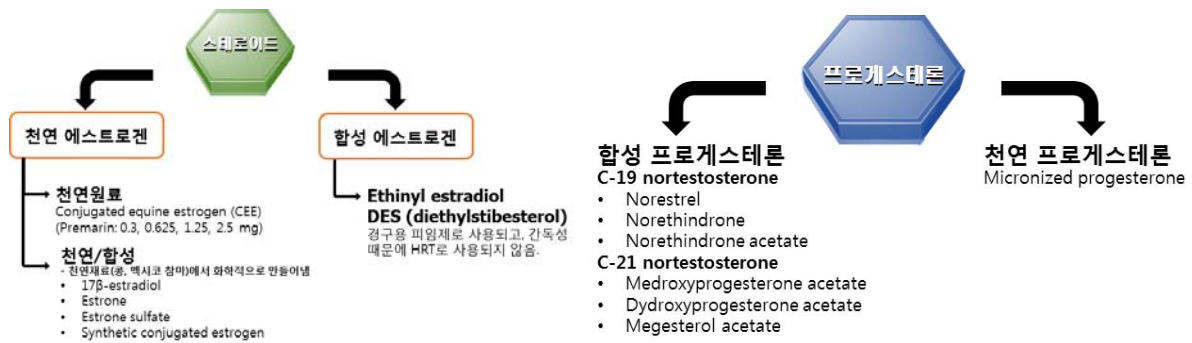 스테로이드
천연 에스트로겐
합성 에스트로겐
천연원료
Conjugated equine estrogen (CEE)
(Premarin: 0.3, 0.625, 1.25, 2.5 mg)
천연/합성
- 천연재료(콩, 멕시코 참마)에서 화학적으로 만들어냄
• 17β-estradiol
• Estrone
• Estrone sulfate
• Synthetic conjugated estrogen
Ethinyl estradiol
DES (diethylstibesterol)
경구용 피임제로 사용되고, 간독성
때문에 HRT로 사용되지 않음.
프로게스테론
합성 프로게스테론
C-19 nortestosterone
• Norestrel
• Norethindrone
• Norethindrone acetate
C-21 nortestosterone
• Medroxyprogesterone acetate
• Dydroxyprogesterone acetate
• Megesterol acetate
천연 프로게스테론
Micronized progesterone